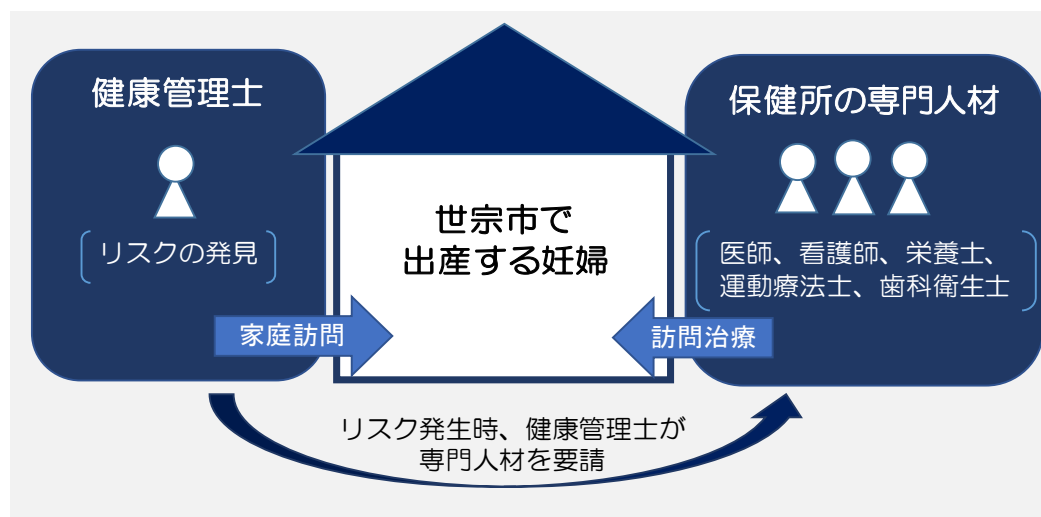 健康管理士
リスクの発見
家庭訪問
世宗市で
出産する妊婦
保健所の専門人材
医師、看護師、栄養士、
運動療法士、歯科衛生士
訪問治療
リスク発生時、健康管理士が
専門人材を要請